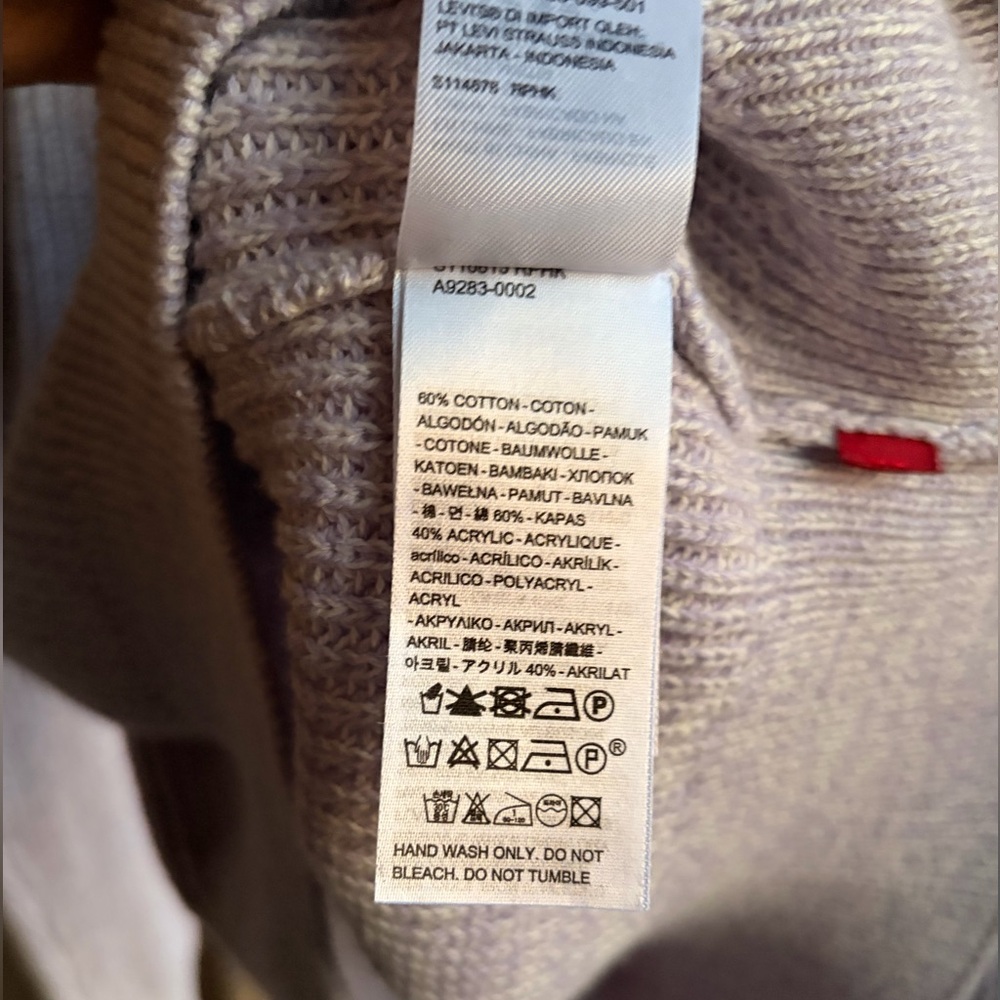 LEVIS® DI IMPORT OLEH:
PT LEVI STRAUSS INDONESIA
JAKARTA - INDONESIA
S114576 RPHK
RPHK
A9283-0002
60% COTTON - COTON -
ALGODÓN - ALGODÃO - PAMUK
- COTONE - BAUMWOLLE -
KATOEN - BAMBAKI - ХЛОПОК
- BAWEŁNA - PAMUT - BAVLNA
- 棉 - 면 - 綿 60% - KAPAS
40% ACRYLIC - ACRYLIQUE -
acrílico - ACRÍLICO - AKRİLİK -
ACRILICO - POLYACRYL -
ACRYL
- ΑΚΡΥΛΙΚΟ - АКРИЛ - AKRYL -
AKRIL - 腈纶 - 聚丙烯腈纖維 -
아크릴 - アクリル 40% - AKRILAT
P
P®
HAND WASH ONLY. DO NOT
BLEACH. DO NOT TUMBLE